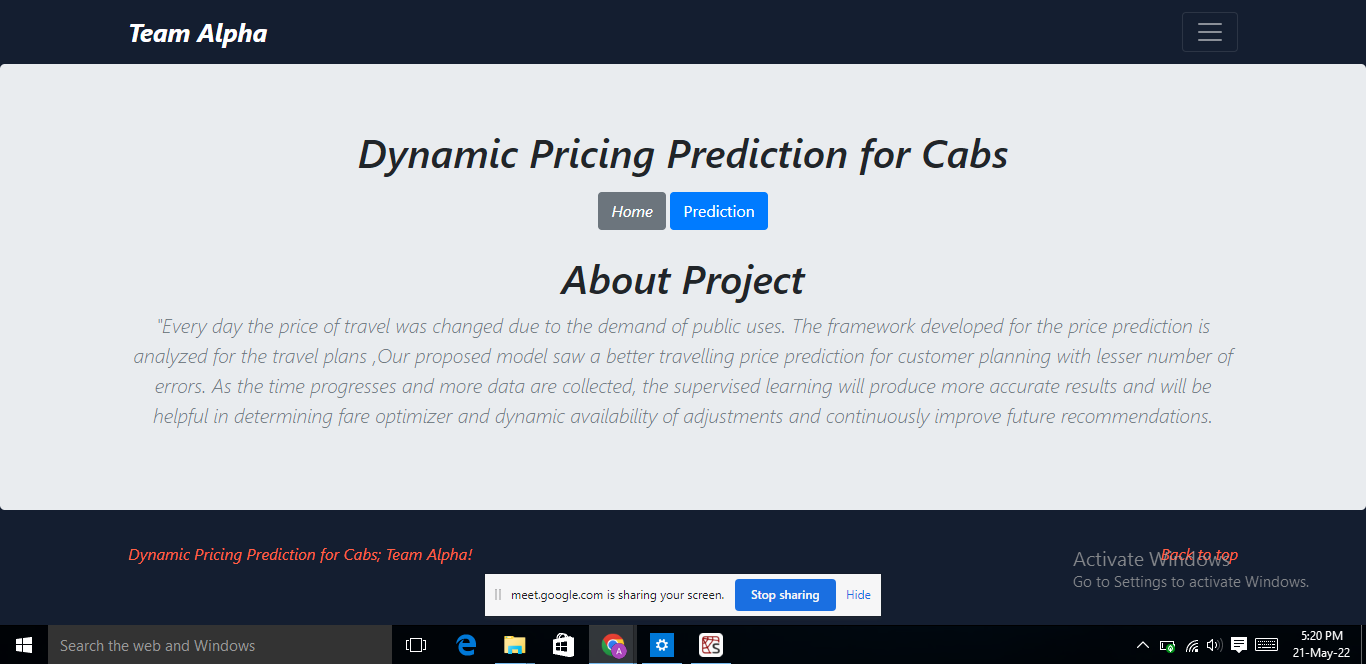 Team Alpha
Dynamic Pricing Prediction for Cabs
Home Prediction
About Project
"Every day the price of travel was changed due to the demand of public uses. The framework developed for the price prediction is
analyzed for the travel plans ,Our proposed model saw a better travelling price prediction for customer planning with lesser number of
errors. As the time progresses and more data are collected, the supervised learning will produce more accurate results and will be
helpful in determining fare optimizer and dynamic availability of adjustments and continuously improve future recommendations.
Dynamic Pricing Prediction for Cabs; Team Alpha!
Back to top
Activate Windows
Go to Settings to activate Windows.
meet.google.com is sharing your screen. Stop sharing Hide
Search the web and Windows
A
5:20 PM
21-May-22